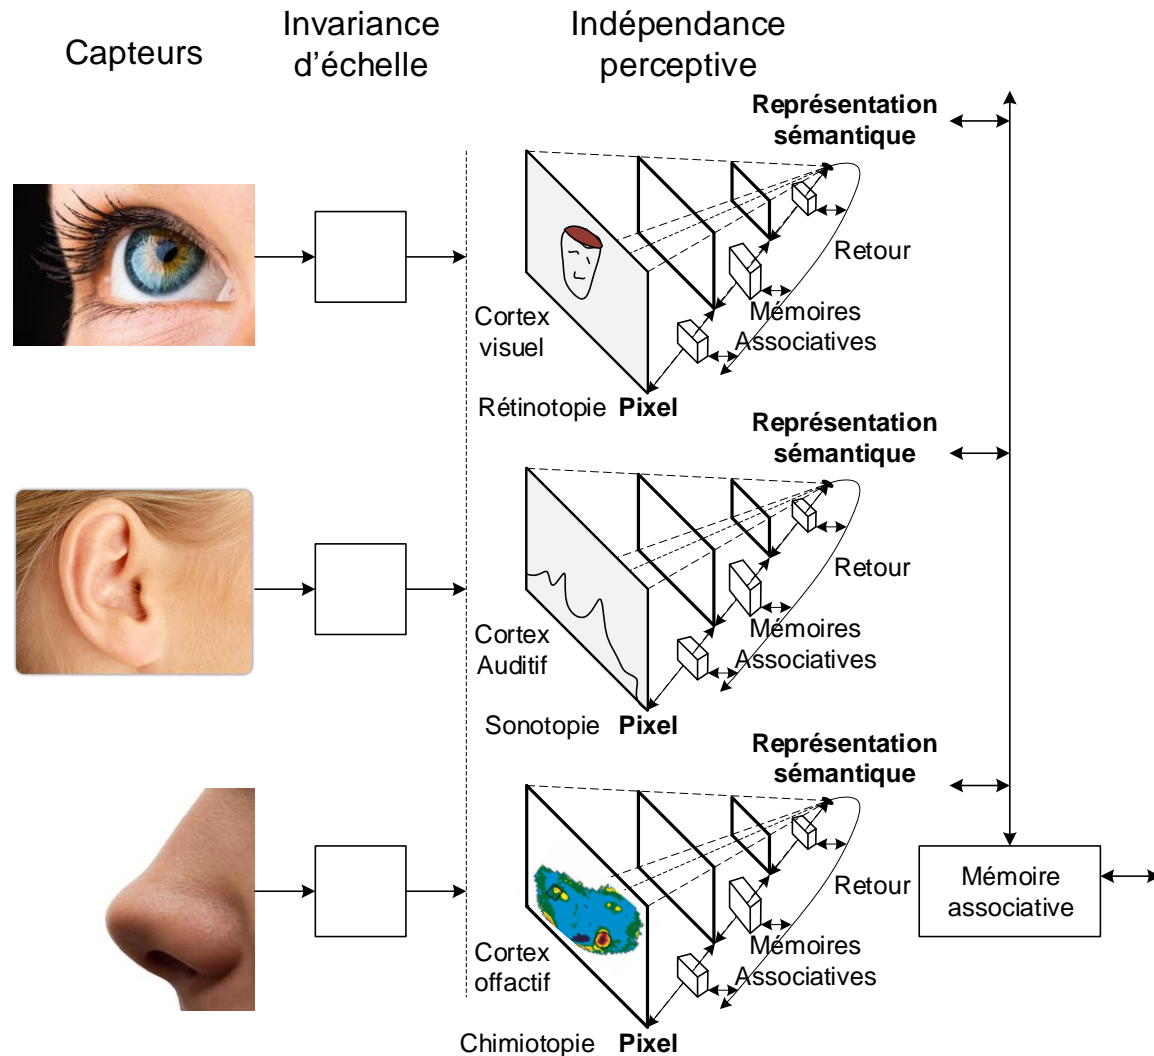 Capteurs
Invariance
d'échelle
Indépendance
perceptive
Représentation
sémantique
Retour
Mémoires
Associatives
Cortex
visuel
Rétinotopie Pixel
Représentation
sémantique
Retour
Mémoires
Associatives
Cortex
Auditif
Sonotopie Pixel
Représentation
sémantique
Retour
Mémoires
Associatives
Cortex
offactif
Chimiotopie Pixel
Mémoire
associative